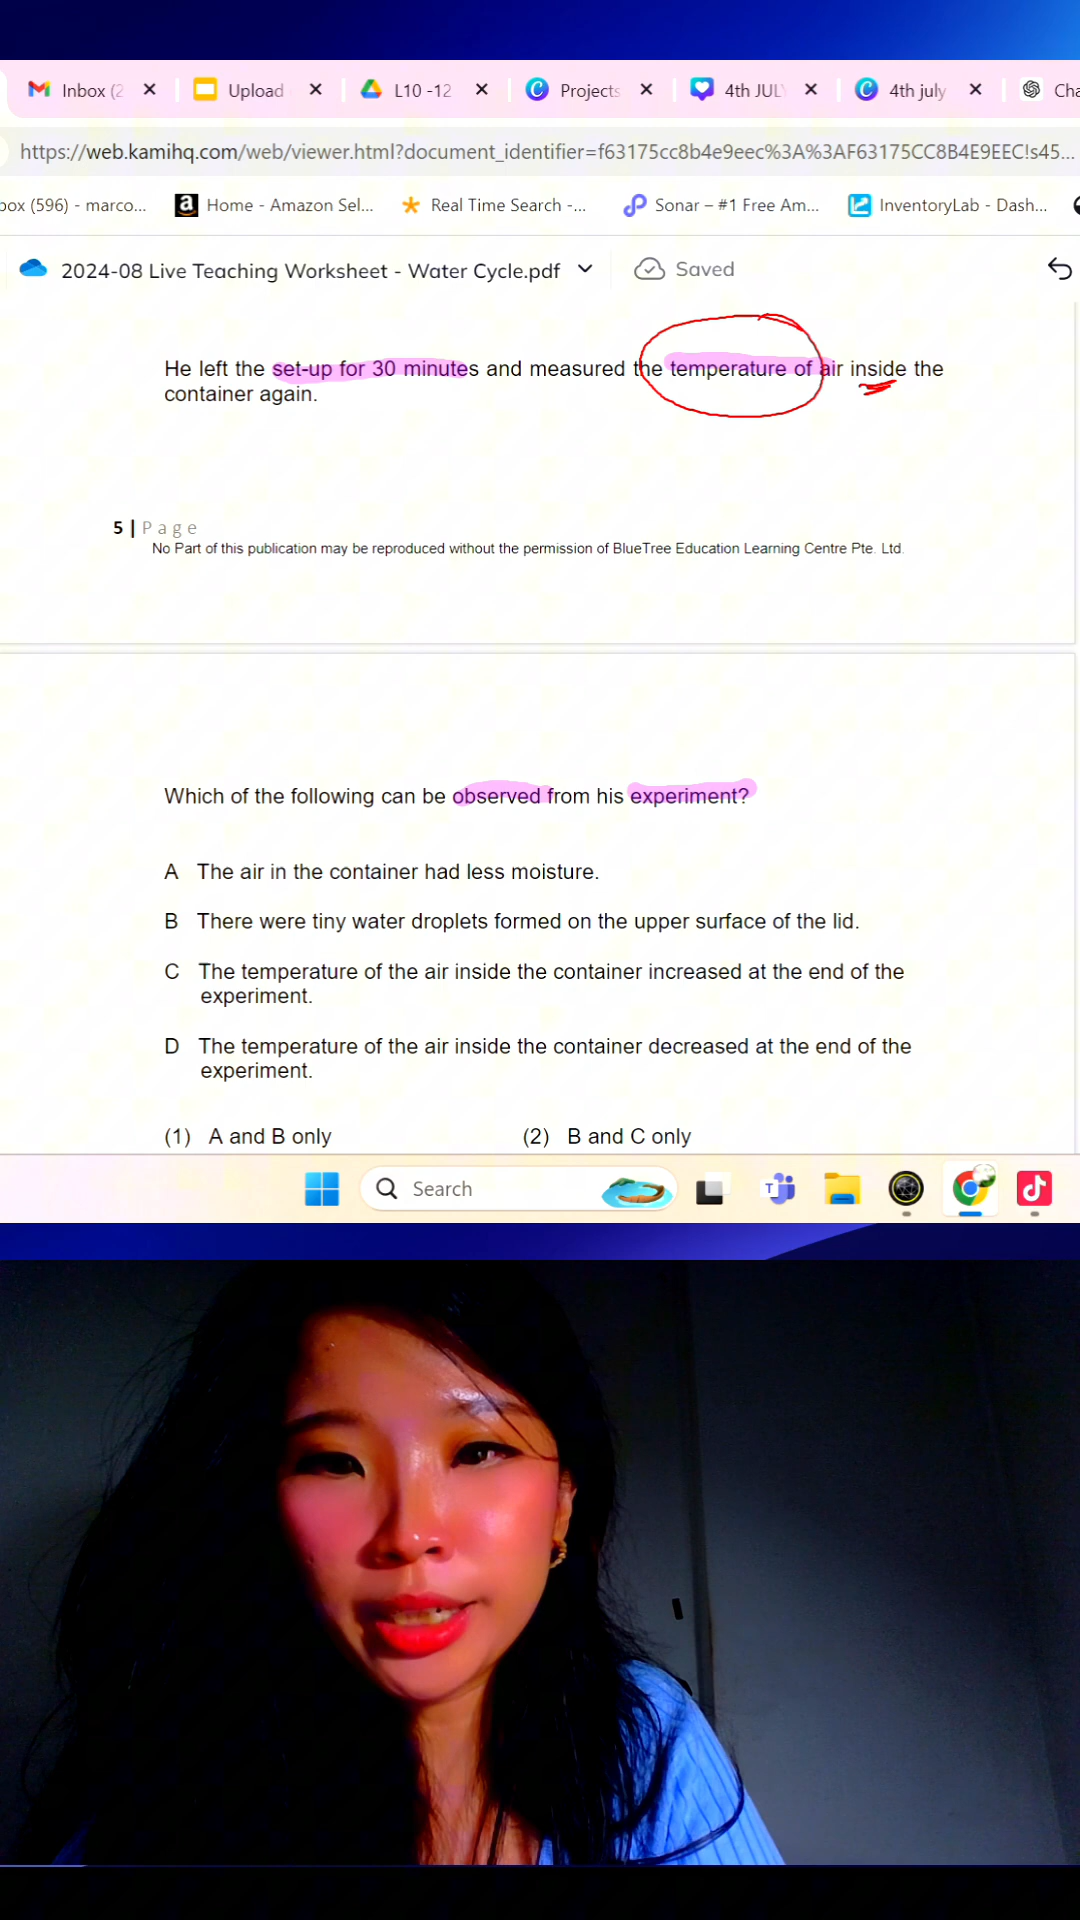 Inbox (2
Upload
L10 -12
Projects
4th JUL
4th july
Cha
https://web.kamihq.com/web/viewer.html?document_identifier=f63175cc8b4e9eec%3A%3AF63175CC8B4E9EEC!s45...
box (596) - marco...
Home - Amazon Sel...
Real Time Search -...
Sonar – #1 Free Am...
InventoryLab - Dash...
2024-08 Live Teaching Worksheet - Water Cycle.pdf
Saved
He left the set-up for 30 minutes and measured the temperature of air inside the
container again.
5 | Page
No Part of this publication may be reproduced without the permission of BlueTree Education Learning Centre Pte. Ltd.
Which of the following can be observed from his experiment?
A The air in the container had less moisture.
B There were tiny water droplets formed on the upper surface of the lid.
C The temperature of the air inside the container increased at the end of the
experiment.
D The temperature of the air inside the container decreased at the end of the
experiment.
(1) A and B only
(2) B and C only
Search